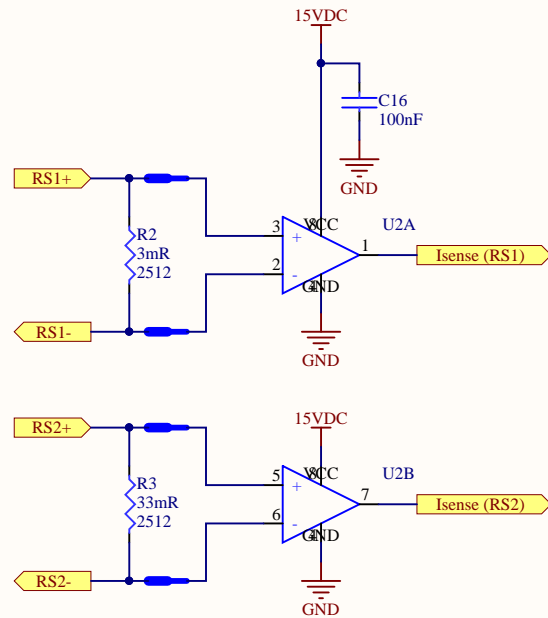 15VDC
C16
100nF
GND
RS1+
R2
3mR
2512
RS1-
3
+
2
-
VCC
8
U2A
1
Isense (RS1)
GND
4
GND
RS2+
R3
33mR
2512
RS2-
15VDC
5
+
6
-
VCC
8
U2B
7
Isense (RS2)
GND
4
GND